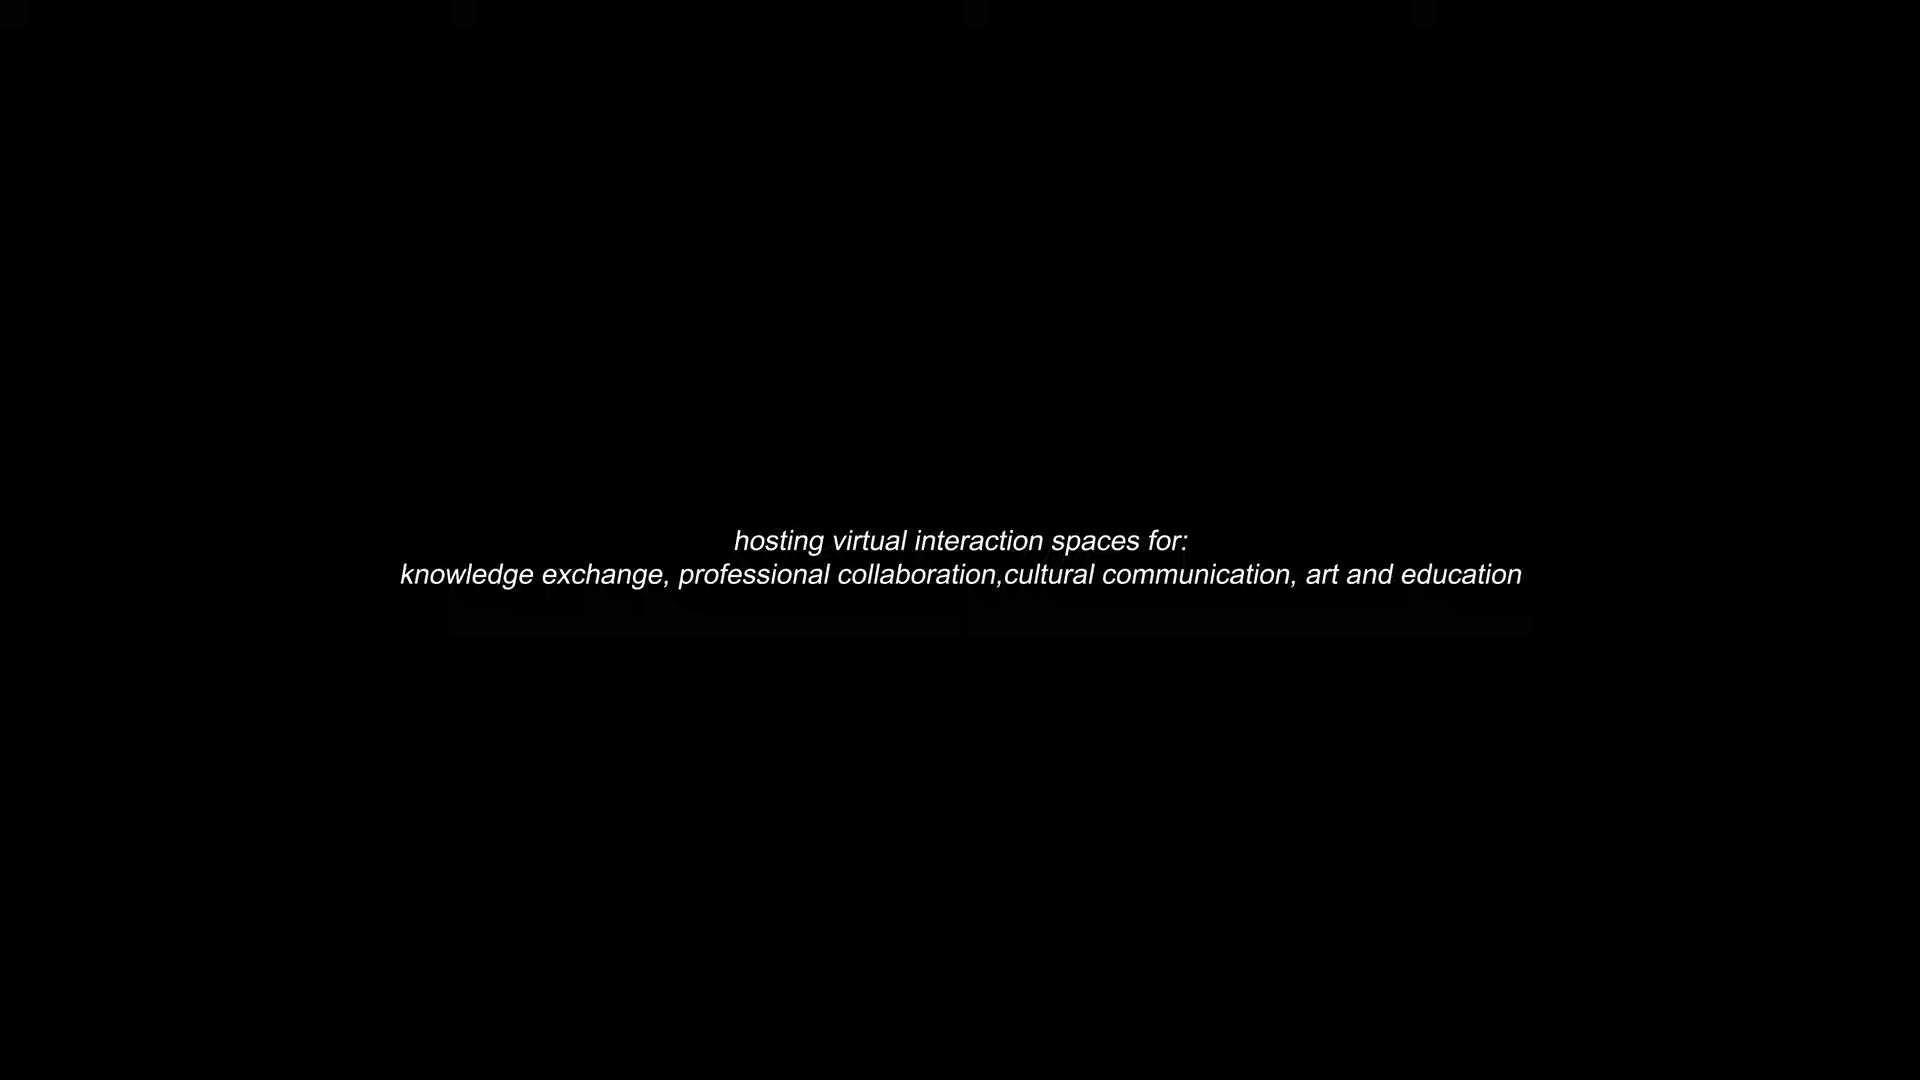 hosting virtual interaction spaces for:
knowledge exchange, professional collaboration,cultural communication, art and education